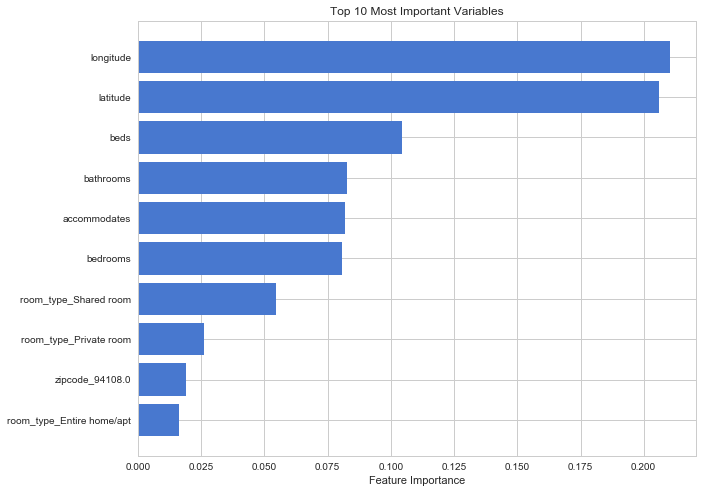 Top 10 Most Important Variables
longitude
latitude
beds
bathrooms
accommodates
bedrooms
room_type_Shared room
room_type_Private room
zipcode_94108.0
room_type_Entire home/apt
0.000 0.025 0.050 0.075 0.100 0.125 0.150 0.175 0.200
Feature Importance